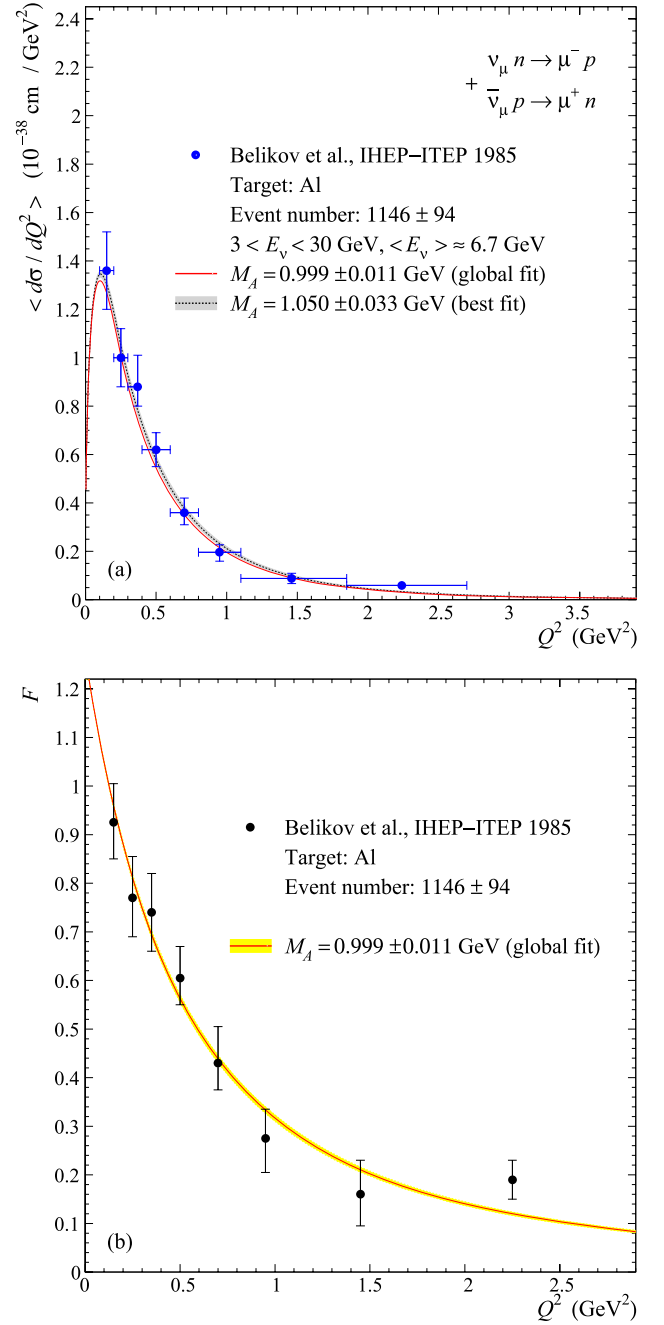 2.4
2.2
2
1.8
1.6
1.4
1.2
1
0.8
0.6
0.4
0.2
0
< dσ / dQ² > (10⁻³⁸ cm / GeV²)
ν_μ n → μ⁻ p
+
ν̅_μ p → μ⁺ n
Belikov et al., IHEP−ITEP 1985
Target: Al
Event number: 1146 ± 94
3 < E_ν < 30 GeV, < E_ν > ≈ 6.7 GeV
M_A = 0.999 ±0.011 GeV (global fit)
M_A = 1.050 ±0.033 GeV (best fit)
(a)
0 0.5 1 1.5 2 2.5 3 3.5
Q² (GeV²)
F
1.2
1.1
1
0.9
0.8
0.7
0.6
0.5
0.4
0.3
0.2
0.1
0
Belikov et al., IHEP−ITEP 1985
Target: Al
Event number: 1146 ± 94
M_A = 0.999 ±0.011 GeV (global fit)
(b)
0 0.5 1 1.5 2 2.5
Q² (GeV²)